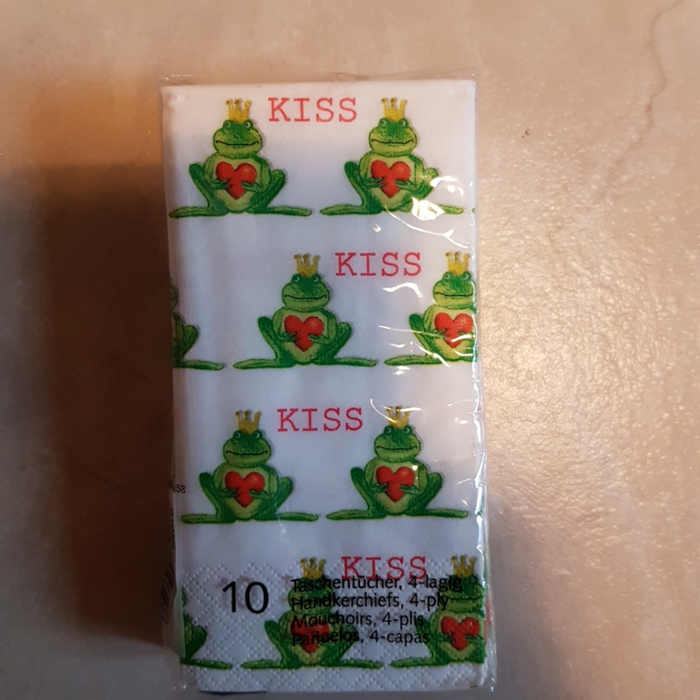 KISS
KISS
KISS
KISS
10
Taschentücher, 4-lagig
Handkerchiefs, 4-ply
Mouchoirs, 4-plis
Pañuelos, 4-capas